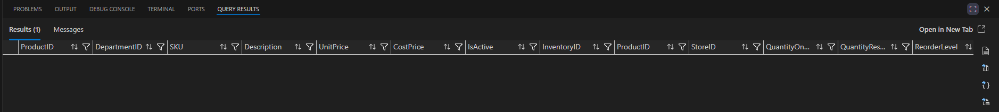 PROBLEMS OUTPUT DEBUG CONSOLE TERMINAL PORTS QUERY RESULTS
Results (1) Messages Open in New Tab
ProductID DepartmentID SKU Description UnitPrice CostPrice IsActive InventoryID ProductID StoreID QuantityOn... QuantityRes... ReorderLevel